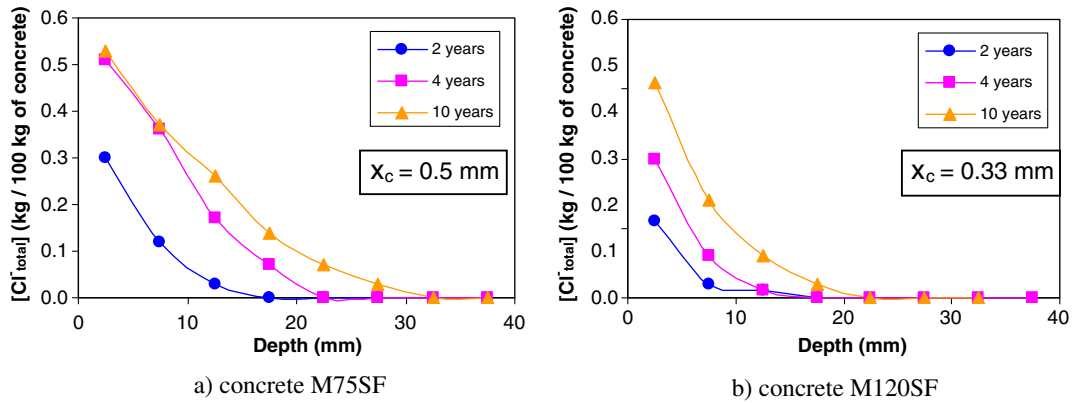 [Cl⁻total] (kg / 100 kg of concrete)
0.6
0.5
0.4
0.3
0.2
0.1
0.0
0 10 20 30 40
Depth (mm)
2 years
4 years
10 years
xc = 0.5 mm
a) concrete M75SF
[Cl⁻total] (kg / 100 kg of concrete)
0.6
0.5
0.3
0.2
0.1
0.0
0 10 20 30 40
Depth (mm)
2 years
4 years
10 years
xc = 0.33 mm
b) concrete M120SF